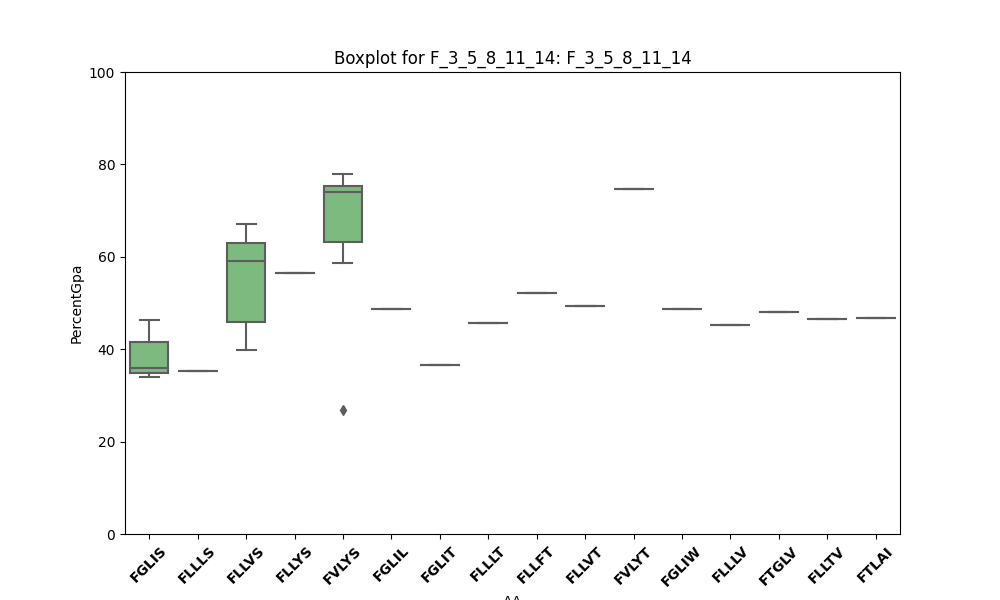 Boxplot for F_3_5_8_11_14: F_3_5_8_11_14
PercentGpa
100
80
60
40
20
0
FGLIS
FLLLS
FLLVS
FLLYS
FVLYS
FGLIL
FGLIT
FLLLT
FLLFT
FLLVT
FVLYT
FGLIW
FLLLV
FTGLV
FLLTV
FTLAI
AA